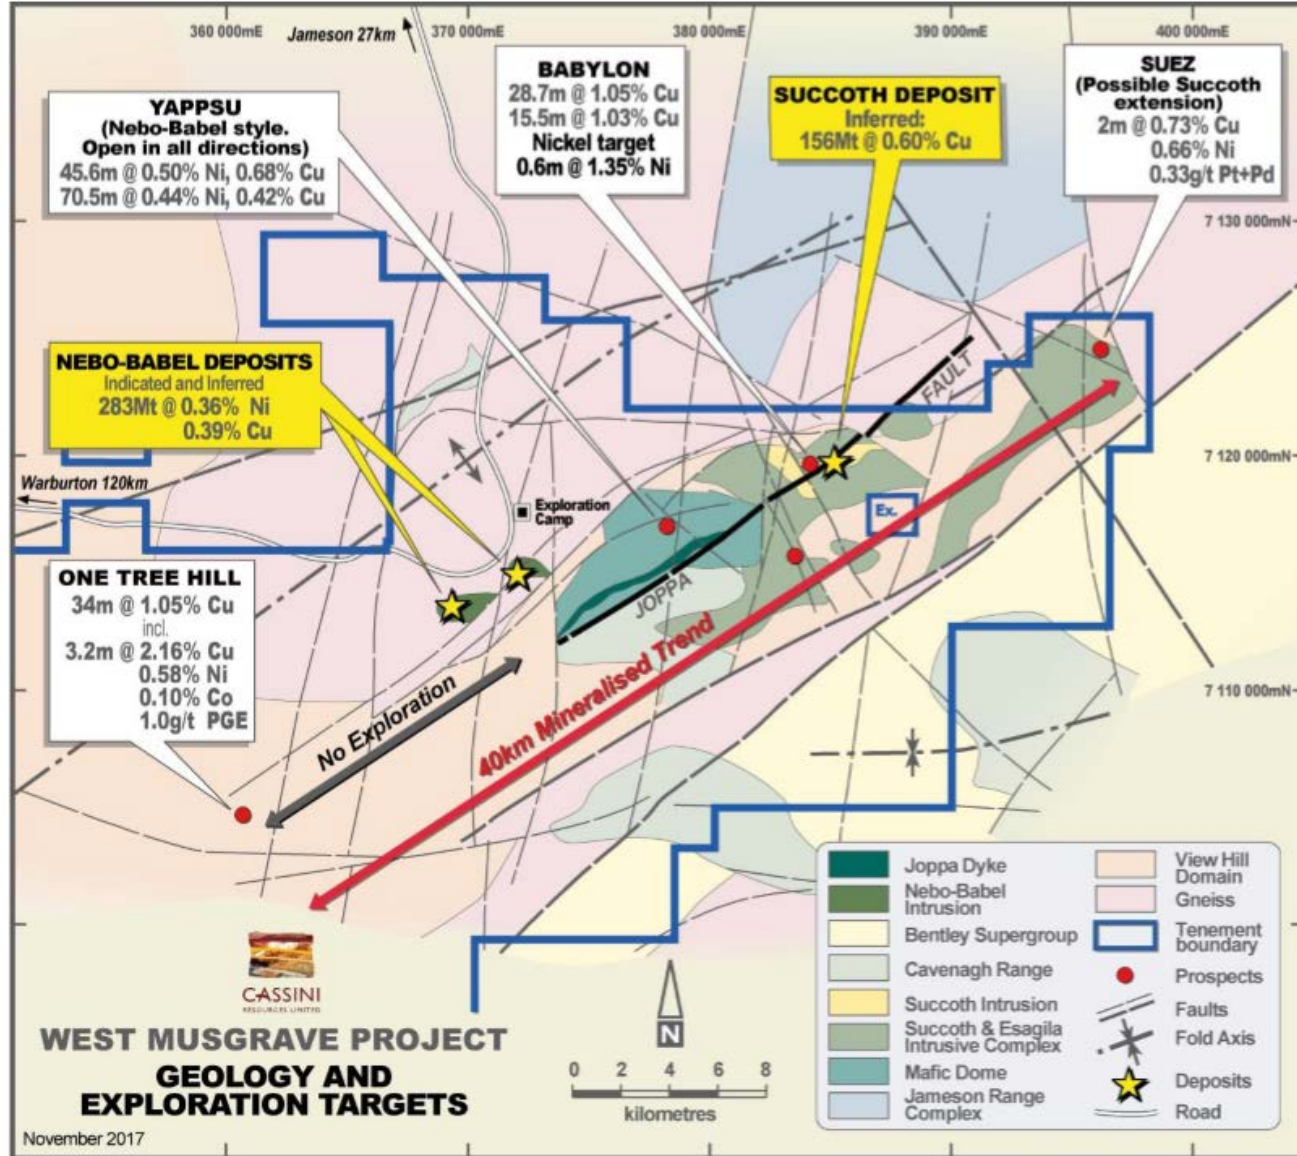 360 000mE
370 000mE
380 000mE
390 000mE
400 000mE
Jameson 27km
YAPPSU
(Nebo-Babel style.
Open in all directions)
45.6m @ 0.50% Ni, 0.68% Cu
70.5m @ 0.44% Ni, 0.42% Cu
BABYLON
28.7m @ 1.05% Cu
15.5m @ 1.03% Cu
Nickel target
0.6m @ 1.35% Ni
SUCCOTH DEPOSIT
Inferred:
156Mt @ 0.60% Cu
SUEZ
(Possible Succoth
extension)
2m @ 0.73% Cu
0.66% Ni
0.33g/t Pt+Pd
7 130 000mN
NEBO-BABEL DEPOSITS
Indicated and Inferred
283Mt @ 0.36% Ni
0.39% Cu
FAULT
7 120 000mN
Warburton 120km
Exploration
Camp
Ex.
ONE TREE HILL
34m @ 1.05% Cu
incl.
3.2m @ 2.16% Cu
0.58% Ni
0.10% Co
1.0g/t PGE
JOPPA
7 110 000mN
No Exploration
40km Mineralised Trend
CASSINI
RESOURCES LIMITED
WEST MUSGRAVE PROJECT
GEOLOGY AND
EXPLORATION TARGETS
November 2017
N
0 2 4 6 8
kilometres
Joppa Dyke
Nebo-Babel
Intrusion
Bentley Supergroup
Cavenagh Range
Succoth Intrusion
Succoth & Esagila
Intrusive Complex
Mafic Dome
Jameson Range
Complex
View Hill
Domain
Gneiss
Tenement
boundary
Prospects
Faults
Fold Axis
Deposits
Road